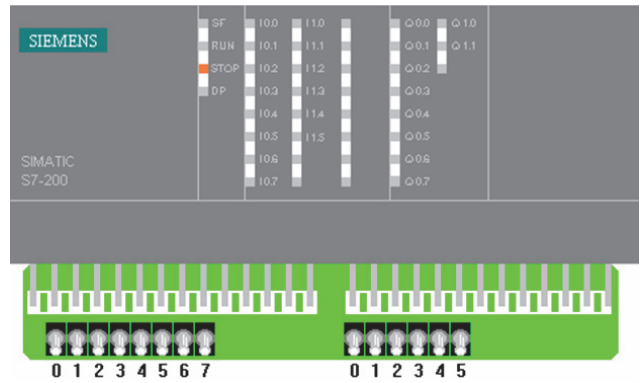 SIEMENS
SF I0.0 I1.0 Q0.0 Q1.0
RUN I0.1 I1.1 Q0.1 Q1.1
STOP I0.2 I1.2 Q0.2
DP I0.3 I1.3 Q0.3
I0.4 I1.4 Q0.4
I0.5 I1.5 Q0.5
SIMATIC I0.6 Q0.6
S7-200 I0.7 Q0.7
0 1 2 3 4 5 6 7 0 1 2 3 4 5